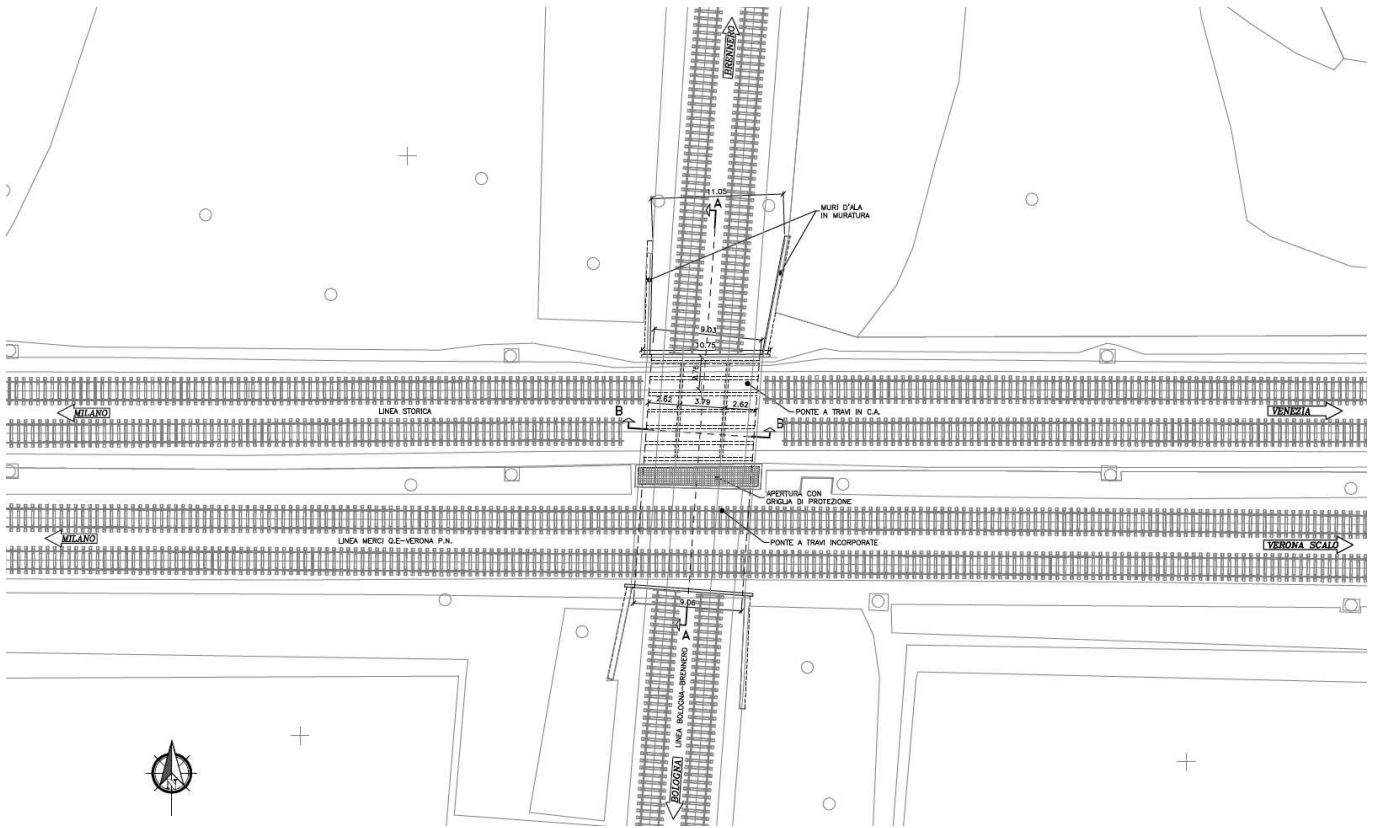 BRENNERO
11.05
A
MURI D'ALA
IN MURATURA
9.03
10.75
2.76
2.62
3.79
2.62
PONTE A TRAVI IN C.A.
MILANO
LINEA STORICA
B
B
VENEZIA
APERTURA CON
GRIGLIA DI PROTEZIONE
MILANO
LINEA MERCI Q.E-VERONA P.N.
PONTE A TRAVI INCORPORATE
VERONA SCALO
9.06
A
LINEA BOLOGNA-BRENNERO
BOLOGNA